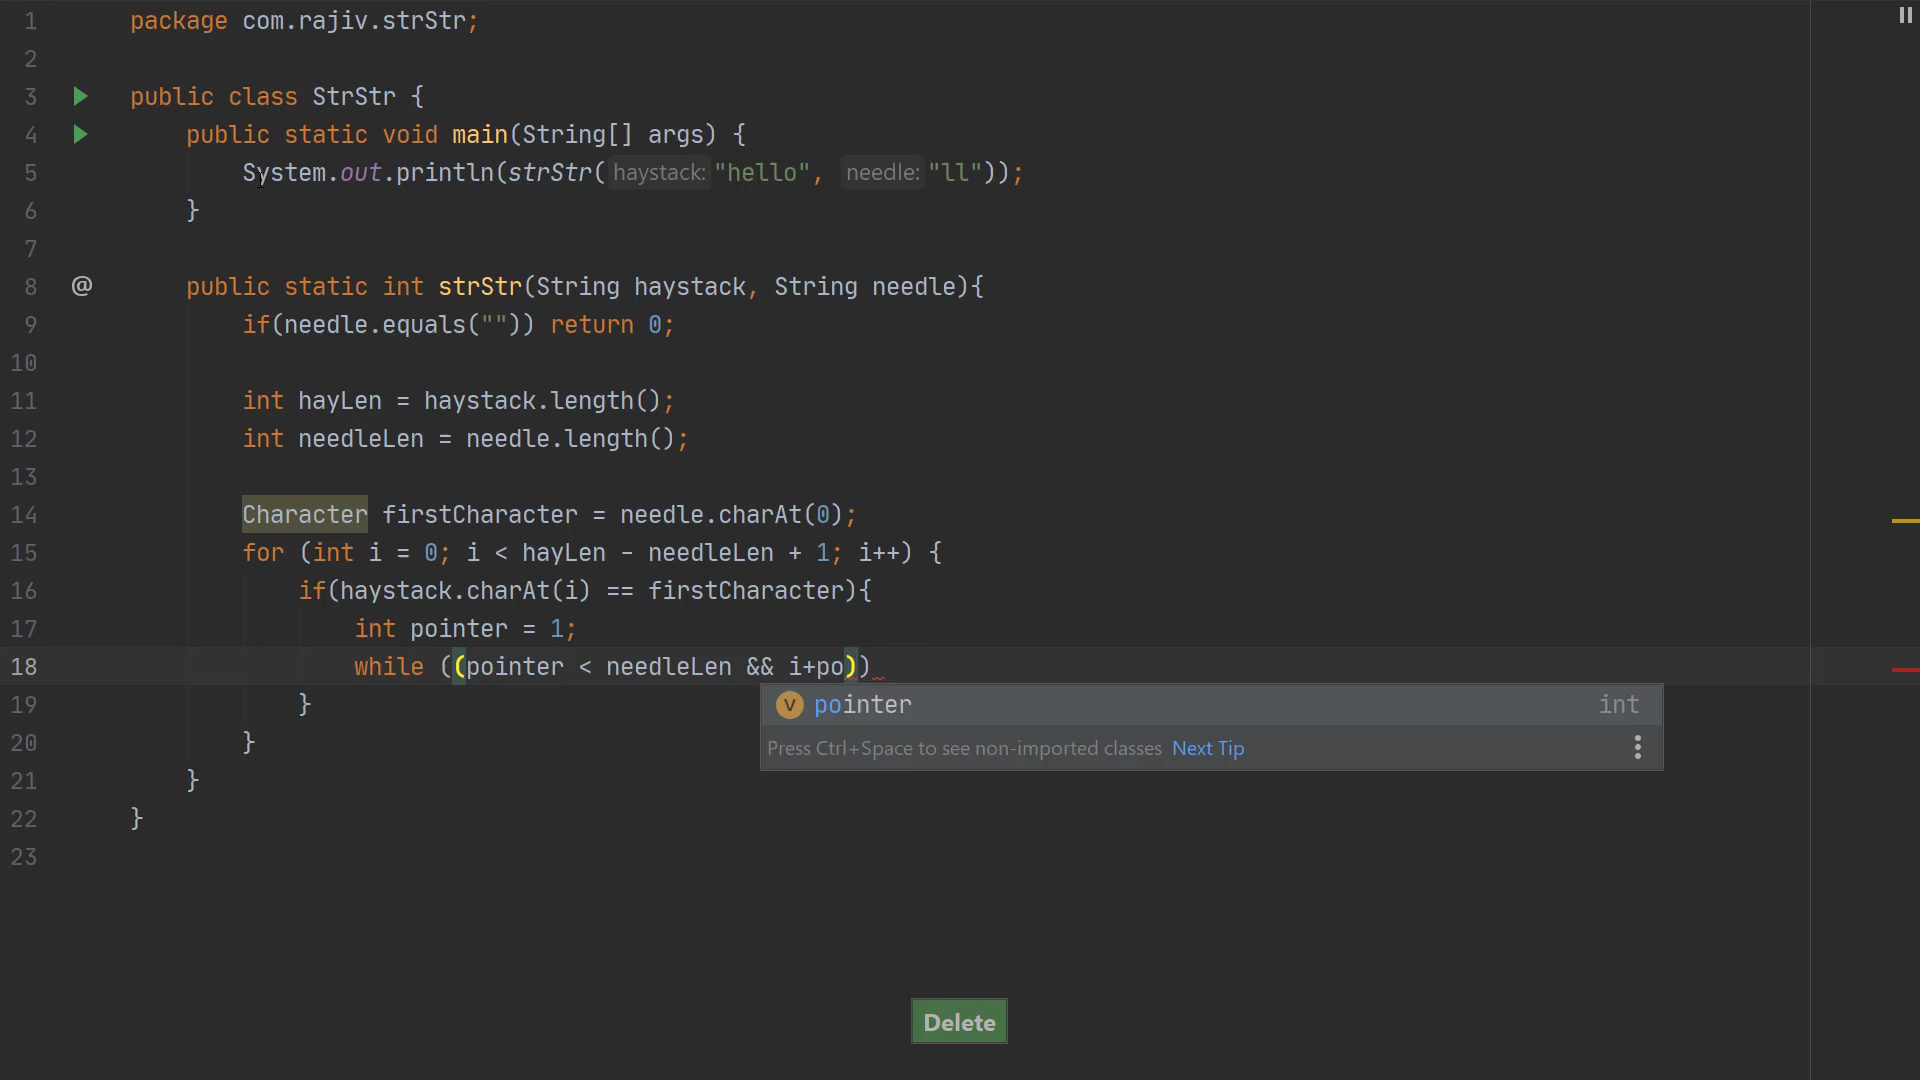 1 package com.rajiv.strStr;
2
3 public class StrStr {
4 public static void main(String[] args) {
5 System.out.println(strStr( haystack: "hello", needle: "ll"));
6 }
7
8 @ public static int strStr(String haystack, String needle){
9 if(needle.equals("")) return 0;
10
11 int hayLen = haystack.length();
12 int needleLen = needle.length();
13
14 Character firstCharacter = needle.charAt(0);
15 for (int i = 0; i < hayLen - needleLen + 1; i++) {
16 if(haystack.charAt(i) == firstCharacter){
17 int pointer = 1;
18 while ((pointer < needleLen && i+po))
19 }
V pointer int
20 }
Press Ctrl+Space to see non-imported classes Next Tip
21 }
22 }
23
Delete